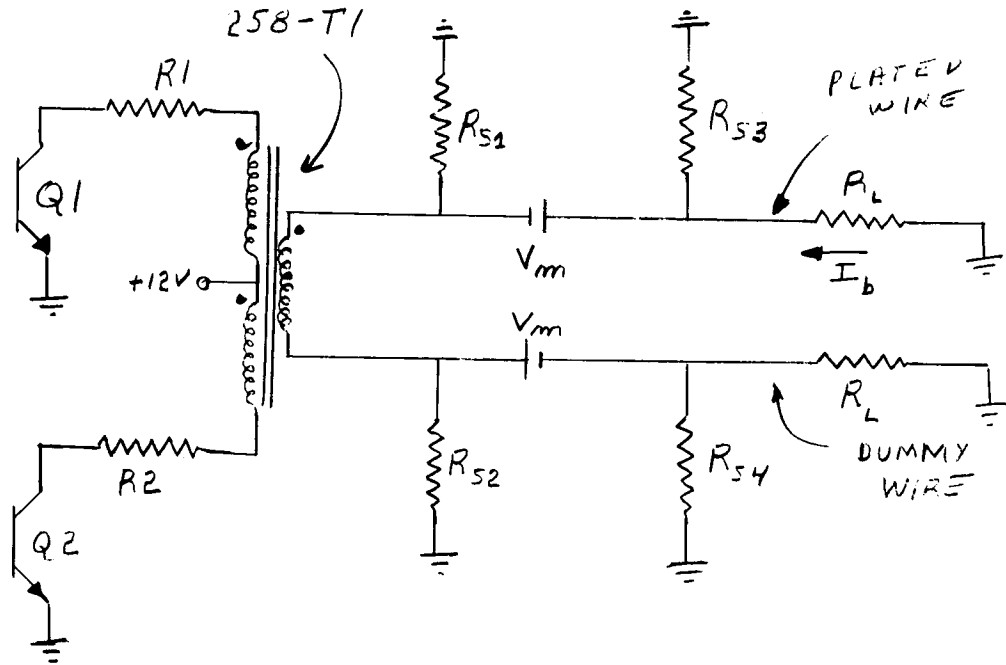 258-T1
R1
RS1
RS3
PLATED
WIRE
Q1
RL
+12V
Vm
Ib
Vm
RL
R2
RS2
RS4
DUMMY
WIRE
Q2